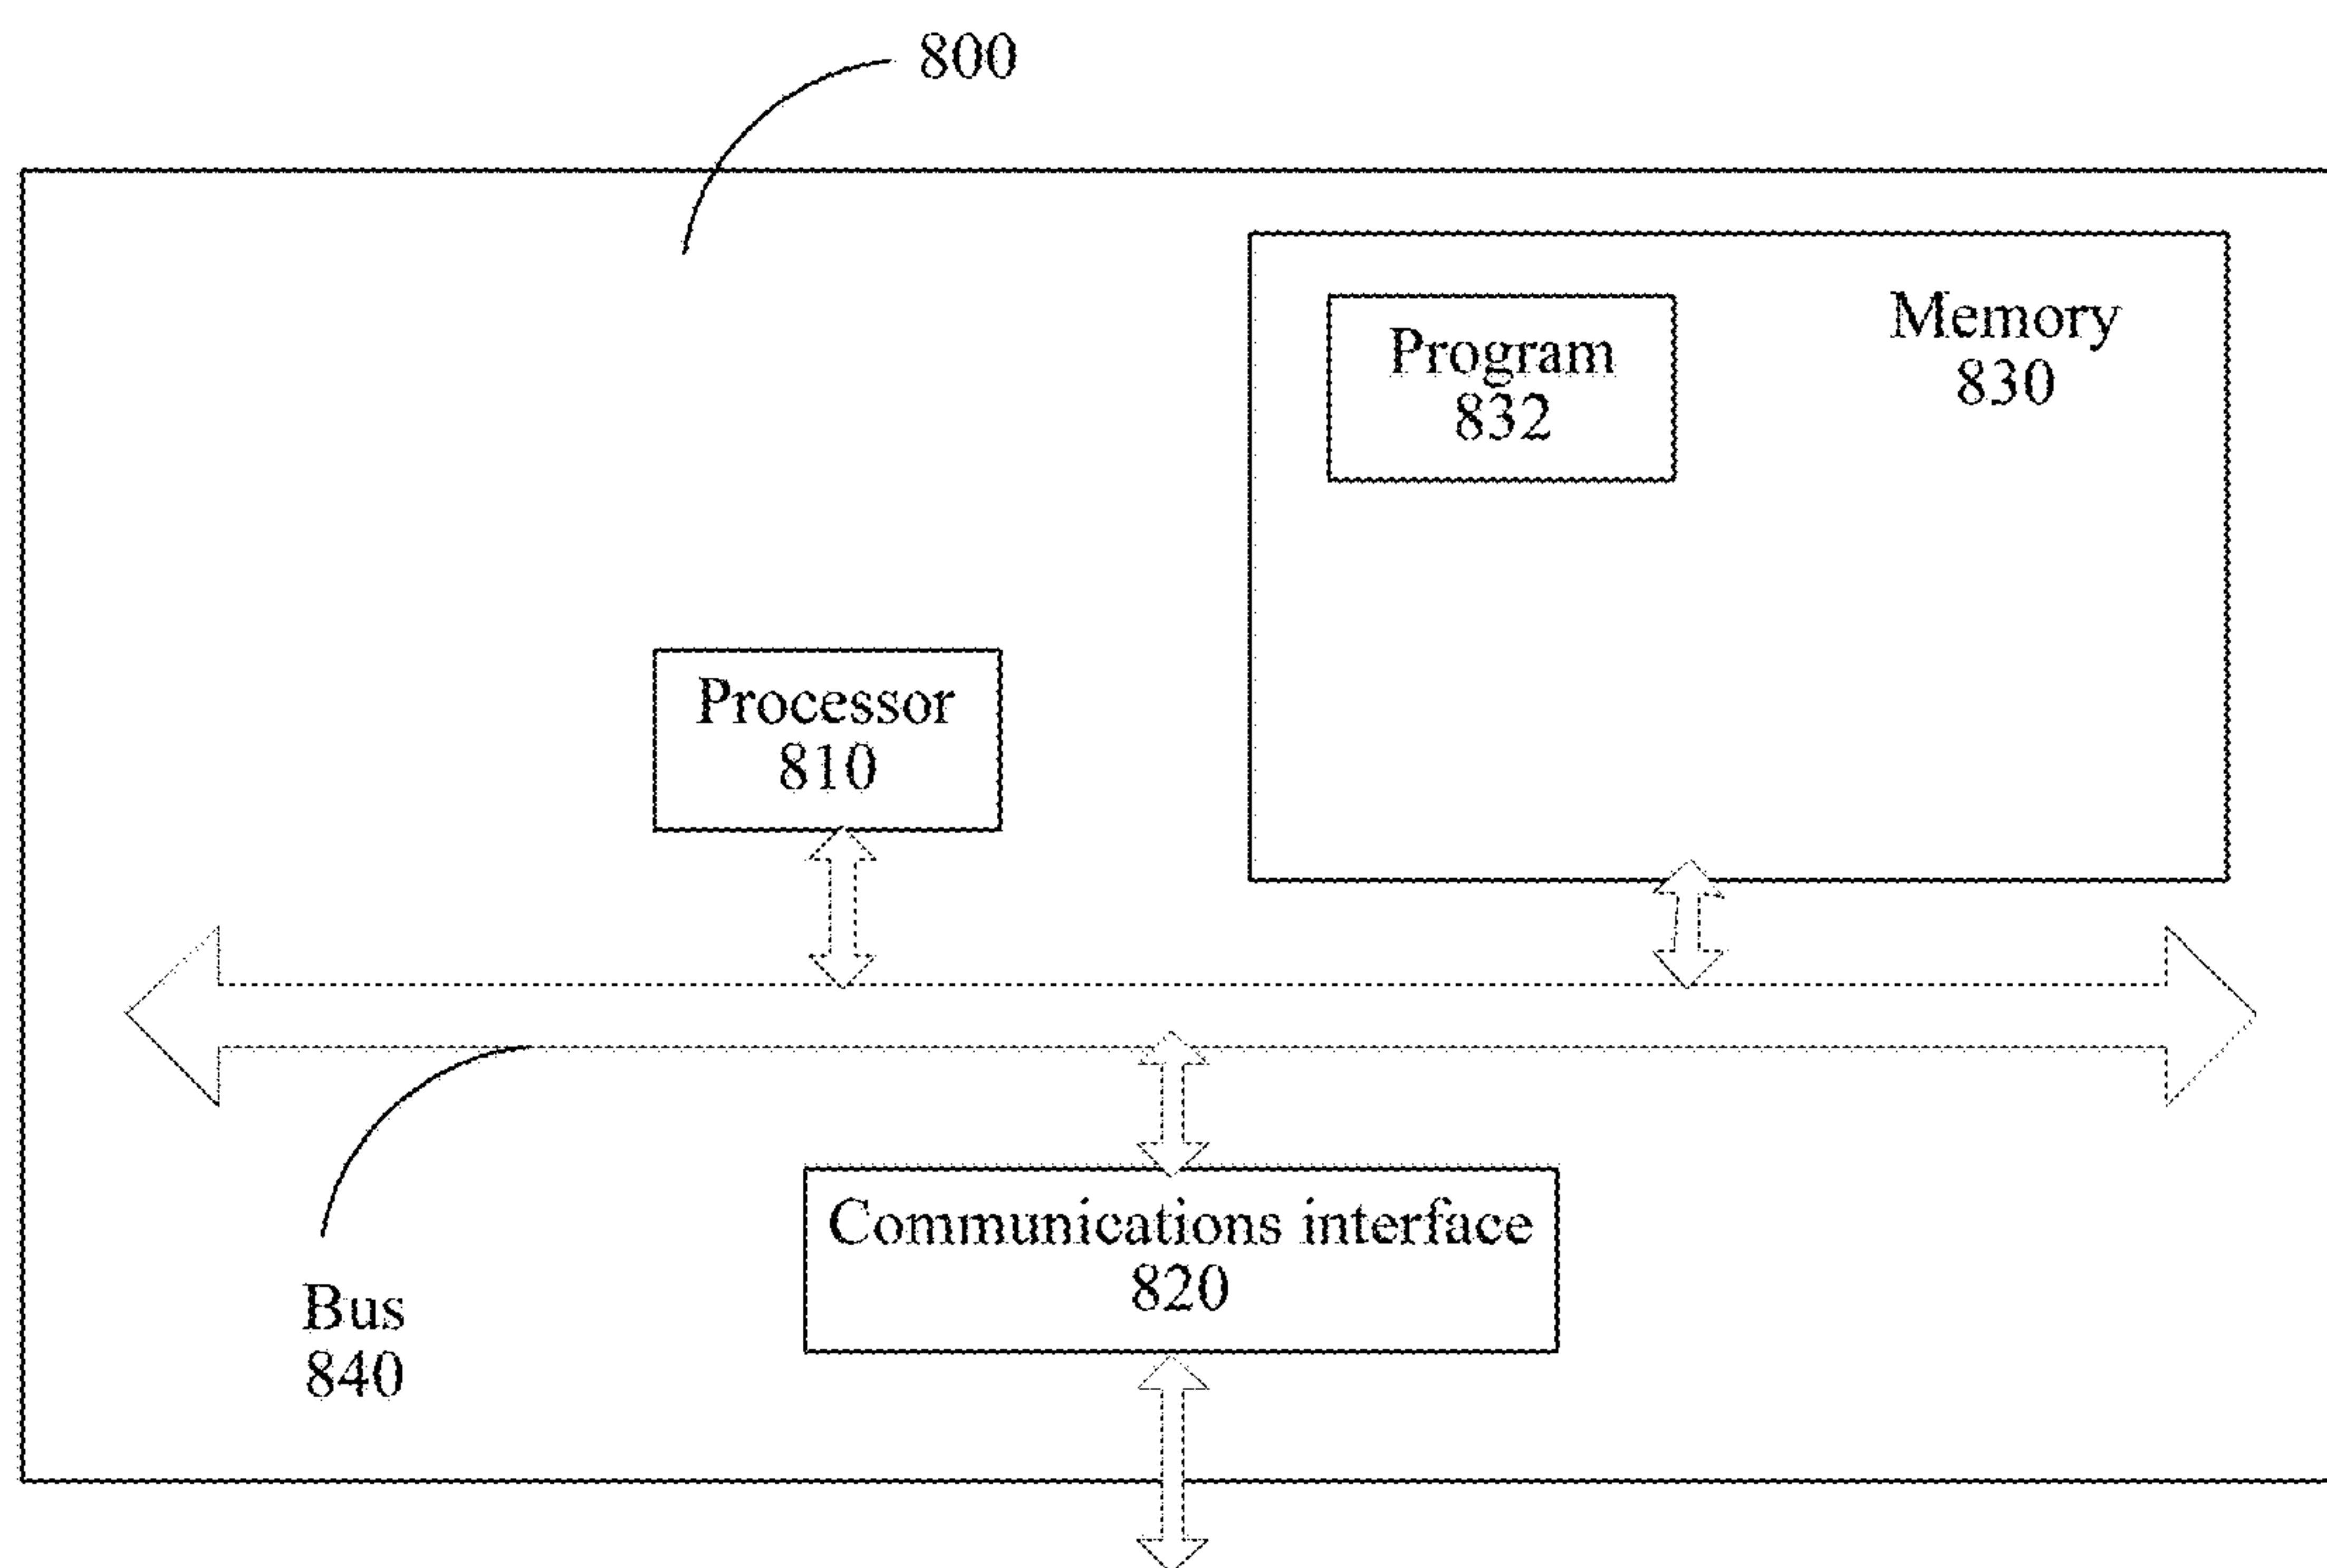 800
Program
832
Memory
830
Processor
810
Communications interface
820
Bus
840